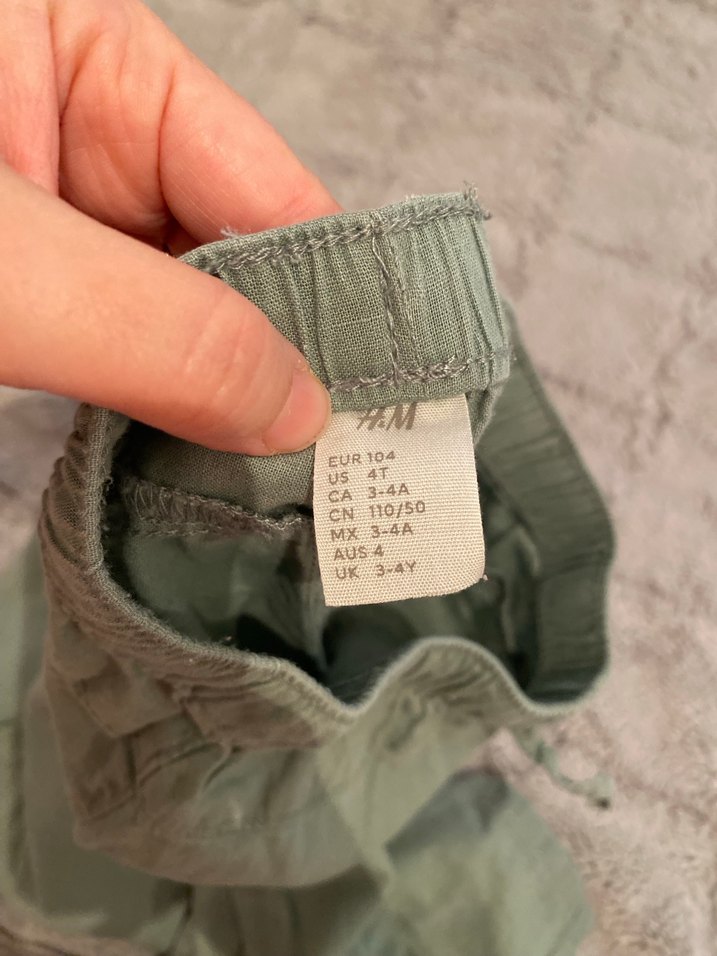 H&M
EUR 104
US 4T
CA 3-4A
CN 110/50
MX 3-4A
AUS 4
UK 3-4Y